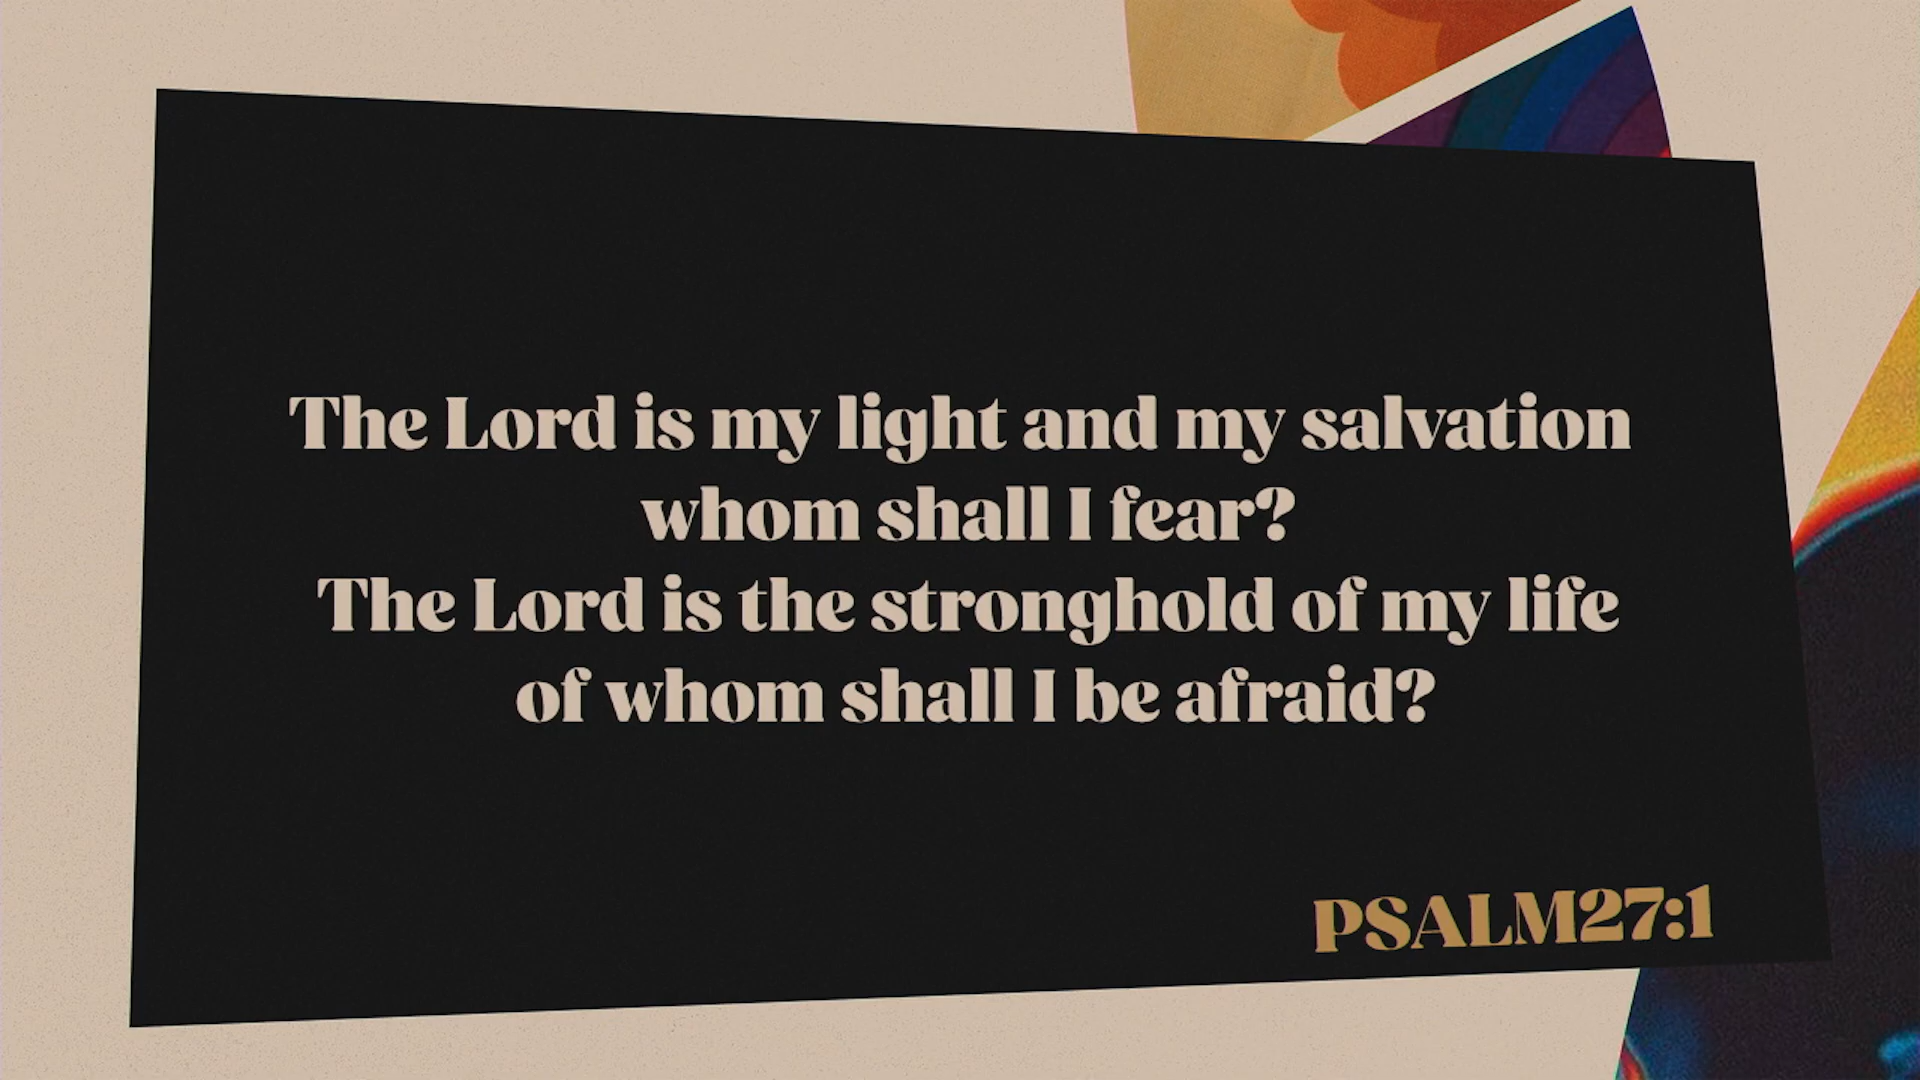 The Lord is my light and my salvation
whom shall I fear?
The Lord is the stronghold of my life
of whom shall I be afraid?
PSALM27:1